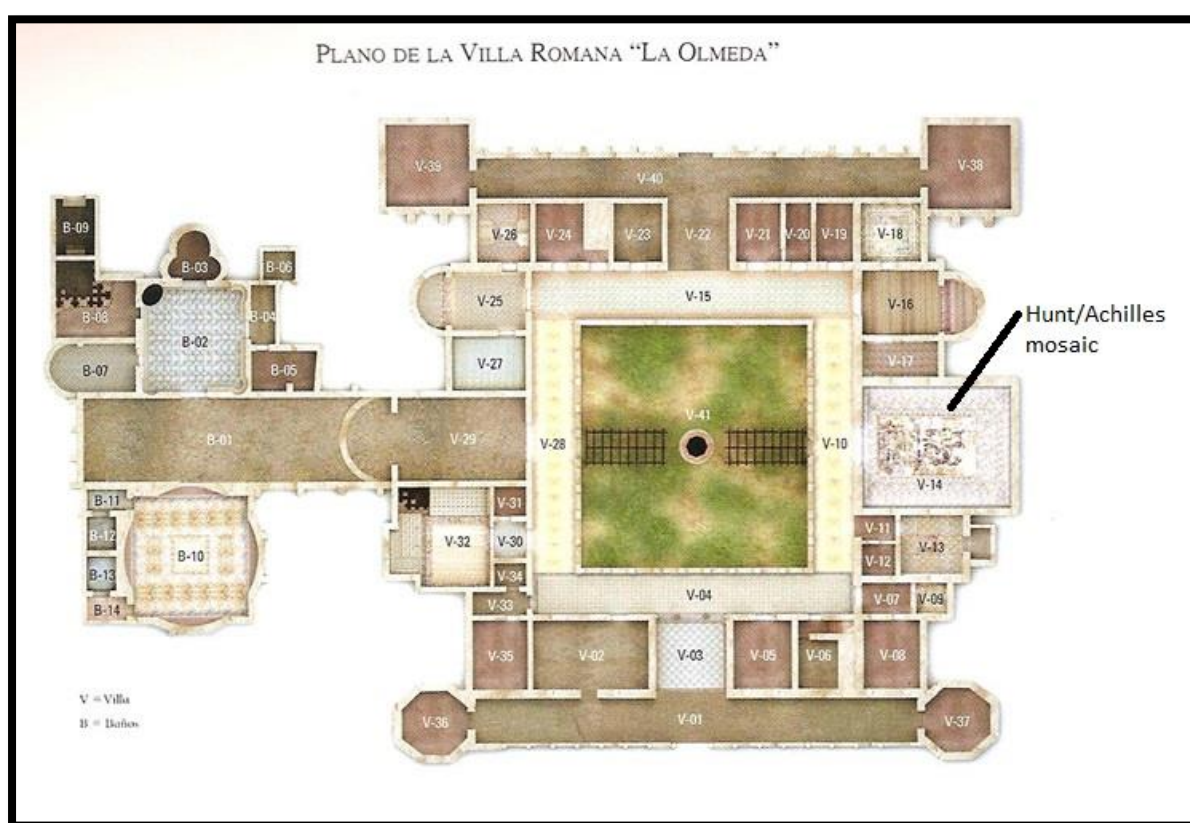 PLANO DE LA VILLA ROMANA “LA OLMEDA”
V-39
V-38
V-40
B-09
V-26
V-24
V-23
V-22
V-21
V-20
V-19
V-18
B-03
B-06
V-25
V-15
V-16
B-08
B-04
Hunt/Achilles
mosaic
B-02
V-27
V-17
B-07
B-05
V-41
B-01
V-29
V-28
V-10
V-14
B-11
V-31
V-11
B-12
V-32
V-30
V-13
B-10
V-12
B-13
V-34
V-04
V-07
V-09
B-14
V-33
V-35
V-02
V-03
V-05
V-06
V-08
V = Villa
V-36
V-01
V-37
B = Baños